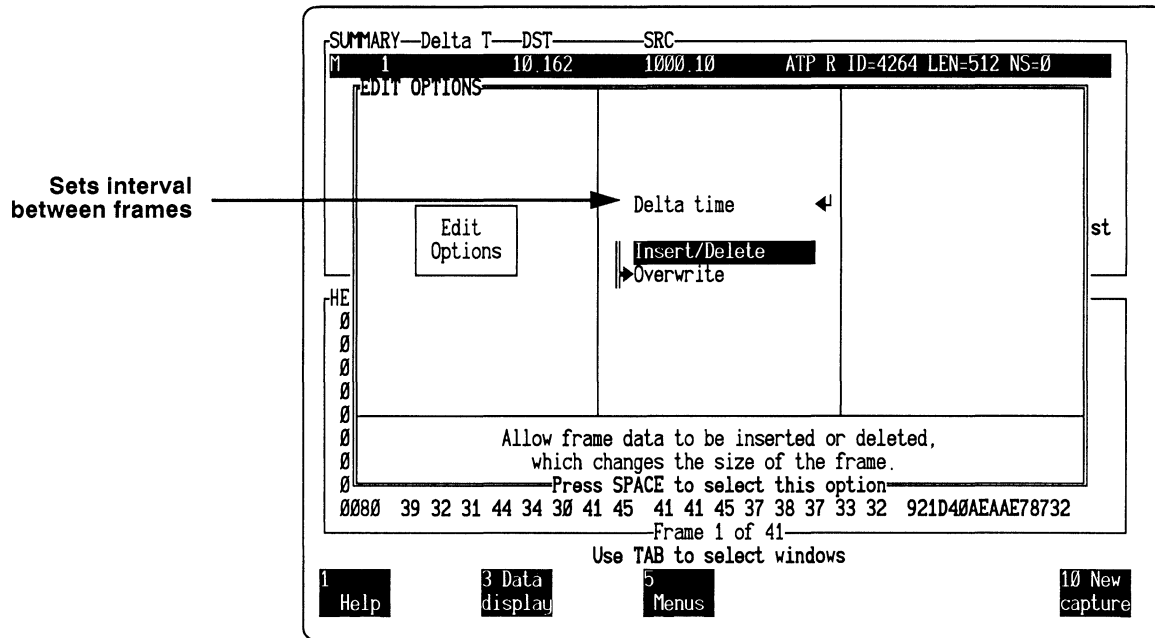 SUMMARY—Delta T—DST—SRC
M 1 10.162 1000.10 ATP R ID=4264 LEN=512 NS=0
EDIT OPTIONS
Sets interval
between frames
Delta time
Edit
Options
st
Insert/Delete
Overwrite
HE
0
0
0
0
0
0
0
0
Allow frame data to be inserted or deleted,
which changes the size of the frame.
Press SPACE to select this option
0080 39 32 31 44 34 30 41 45 41 41 45 37 38 37 33 32 921D40AEAAE78732
Frame 1 of 41
Use TAB to select windows
1 Help
3 Data display
5 Menus
10 New capture